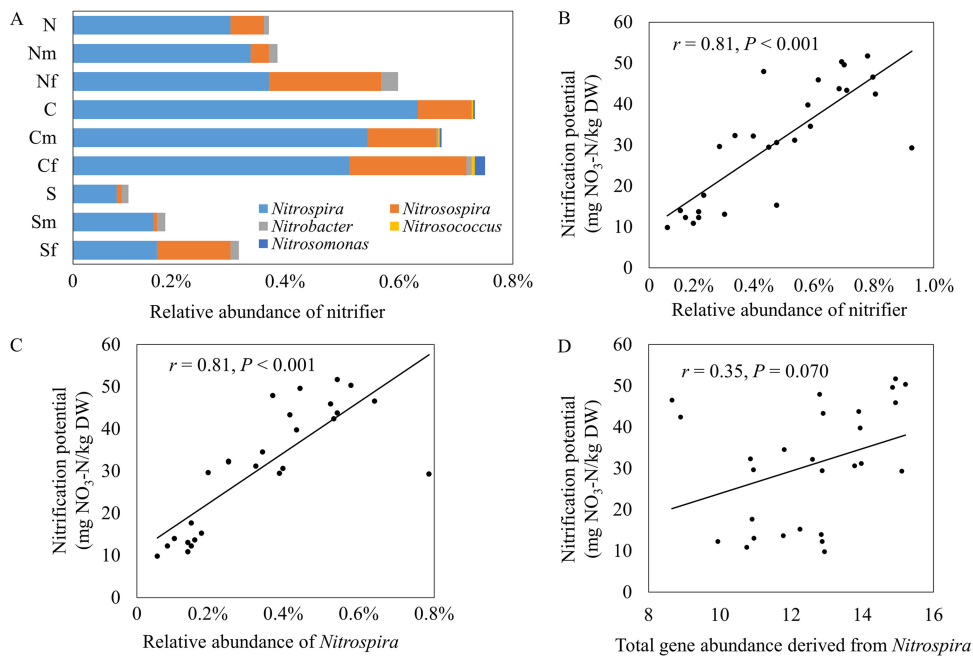 A
N
Nm
Nf
C
Cm
Cf
S
Sm
Sf
Nitrospira Nitrosospira
Nitrobacter Nitrosococcus
Nitrosomonas
0 0.2% 0.4% 0.6% 0.8%
Relative abundance of nitrifier
B
r = 0.81, P < 0.001
Nitrification potential
(mg NO3-N/kg DW)
60
50
40
30
20
10
0
0 0.2% 0.4% 0.6% 0.8% 1.0%
Relative abundance of nitrifier
C
r = 0.81, P < 0.001
Nitrification potential
(mg NO3-N/kg DW)
60
50
40
30
20
10
0
0 0.2% 0.4% 0.6% 0.8%
Relative abundance of Nitrospira
D
r = 0.35, P = 0.070
Nitrification potential
(mg NO3-N/kg DW)
60
50
40
30
20
10
0
8 10 12 14 16
Total gene abundance derived from Nitrospira